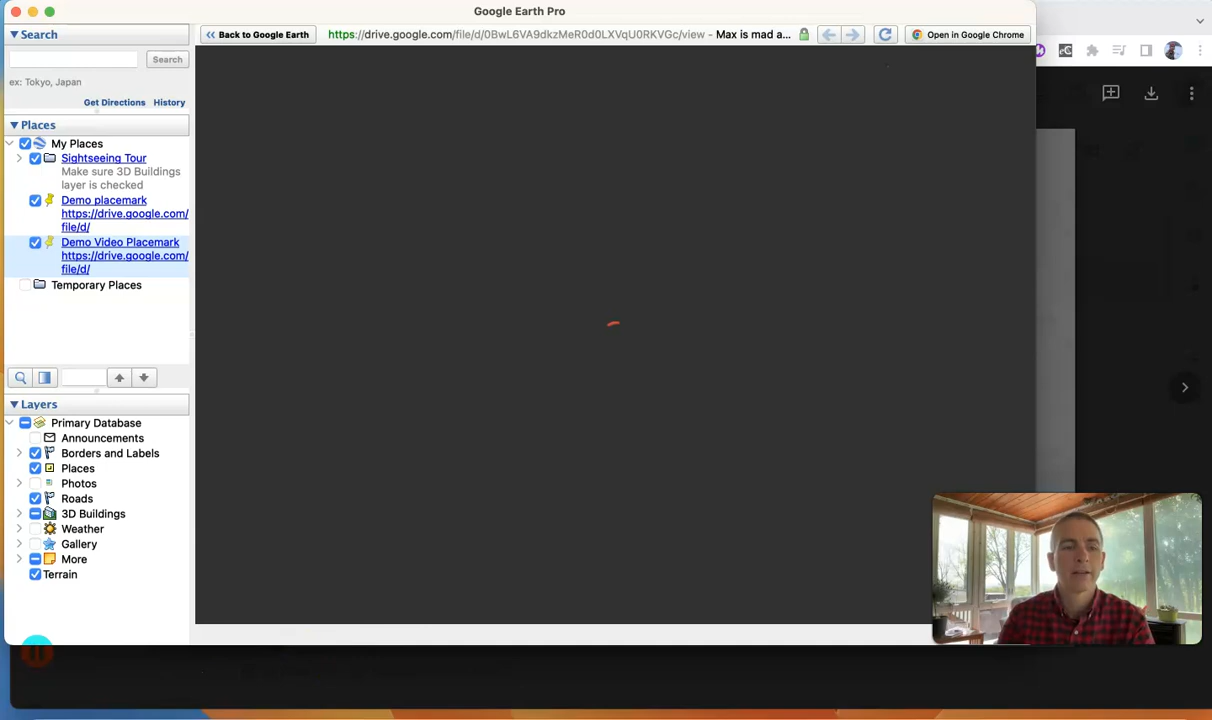 Google Earth Pro
Search
Back to Google Earth
https://drive.google.com/file/d/0BwL6VA9dkzMeR0d0LXVqU0RKVGc/view - Max is mad a...
Open in Google Chrome
Search
ex: Tokyo, Japan
Get Directions
History
Places
My Places
Sightseeing Tour
Make sure 3D Buildings
layer is checked
Demo placemark
https://drive.google.com/
file/d/
Demo Video Placemark
https://drive.google.com/
file/d/
Temporary Places
Layers
Primary Database
Announcements
Borders and Labels
Places
Photos
Roads
3D Buildings
Weather
Gallery
More
Terrain